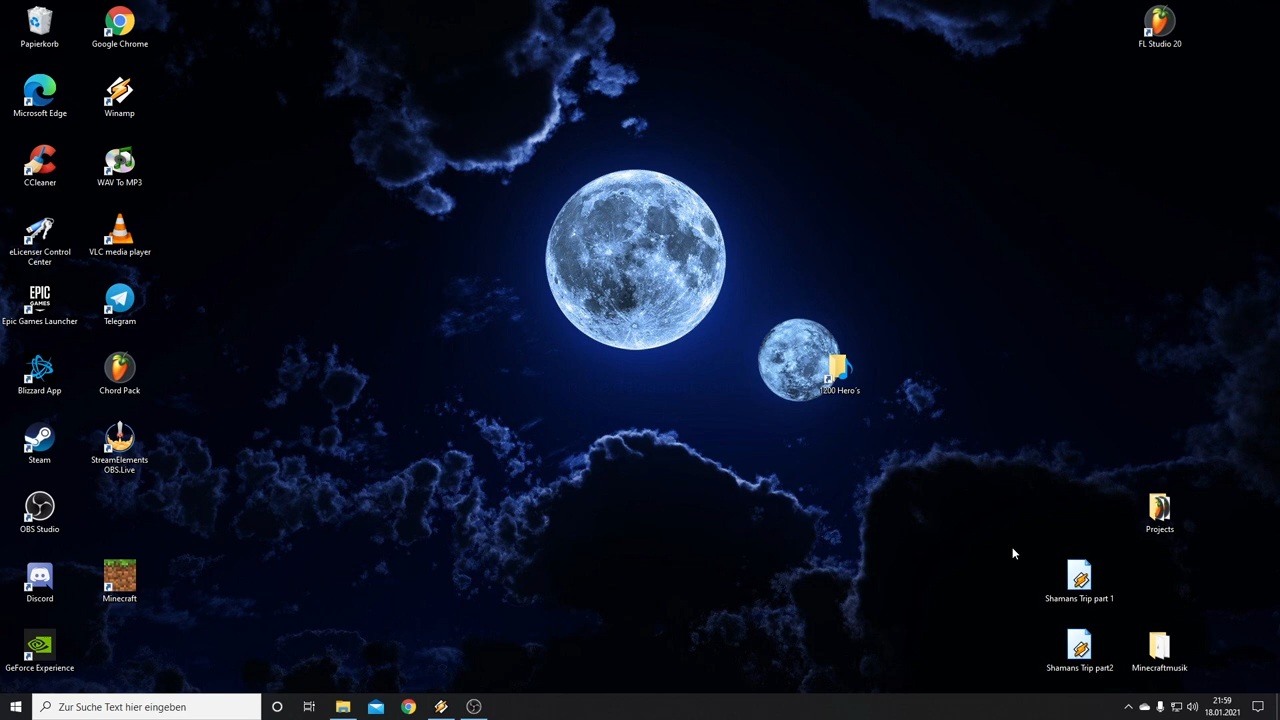 Papierkorb
Google Chrome
FL Studio 20
Microsoft Edge
Winamp
CCleaner
WAV To MP3
eLicenser Control
Center
VLC media player
EPIC
GAMES
Epic Games Launcher
Telegram
Blizzard App
Chord Pack
1200 Hero's
Steam
StreamElements
OBS.Live
OBS Studio
Projects
Discord
Minecraft
Shamans Trip part 1
GeForce Experience
Shamans Trip part2
Minecraftmusik
Zur Suche Text hier eingeben
21:59
18.01.2021